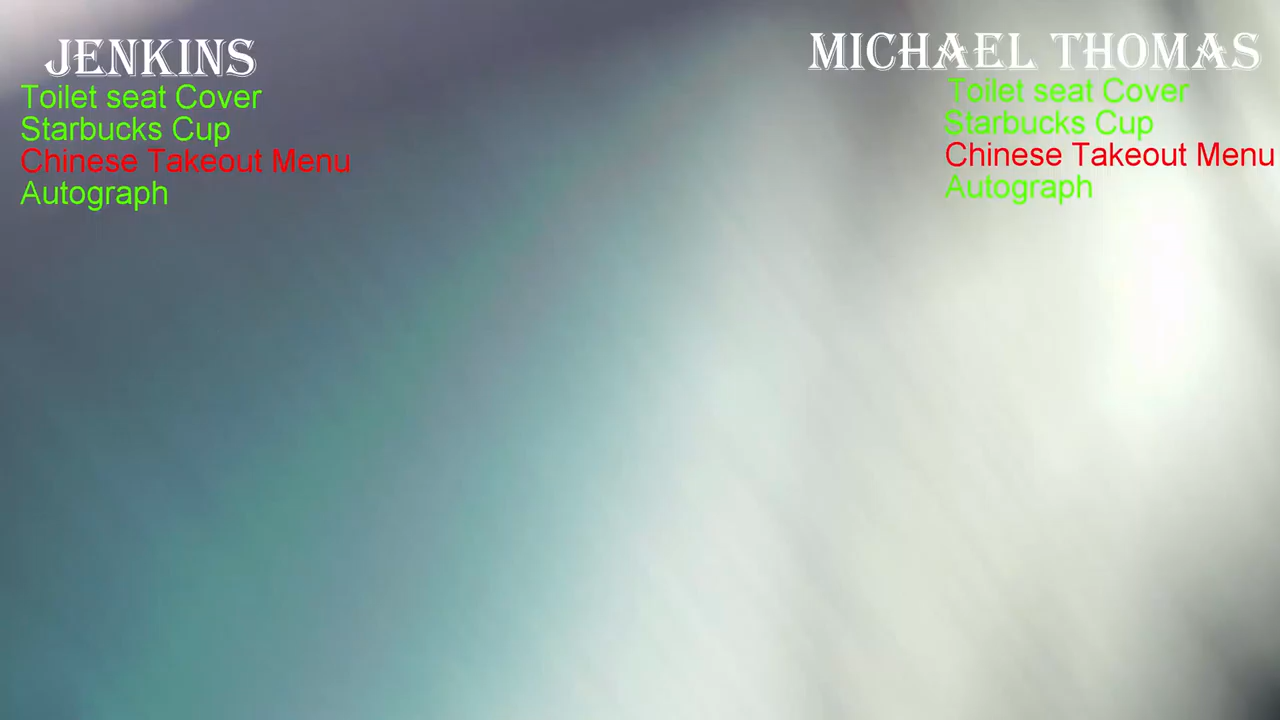 JENKINS
Toilet seat Cover
Starbucks Cup
Chinese Takeout Menu
Autograph
MICHAEL THOMAS
Toilet seat Cover
Starbucks Cup
Chinese Takeout Menu
Autograph